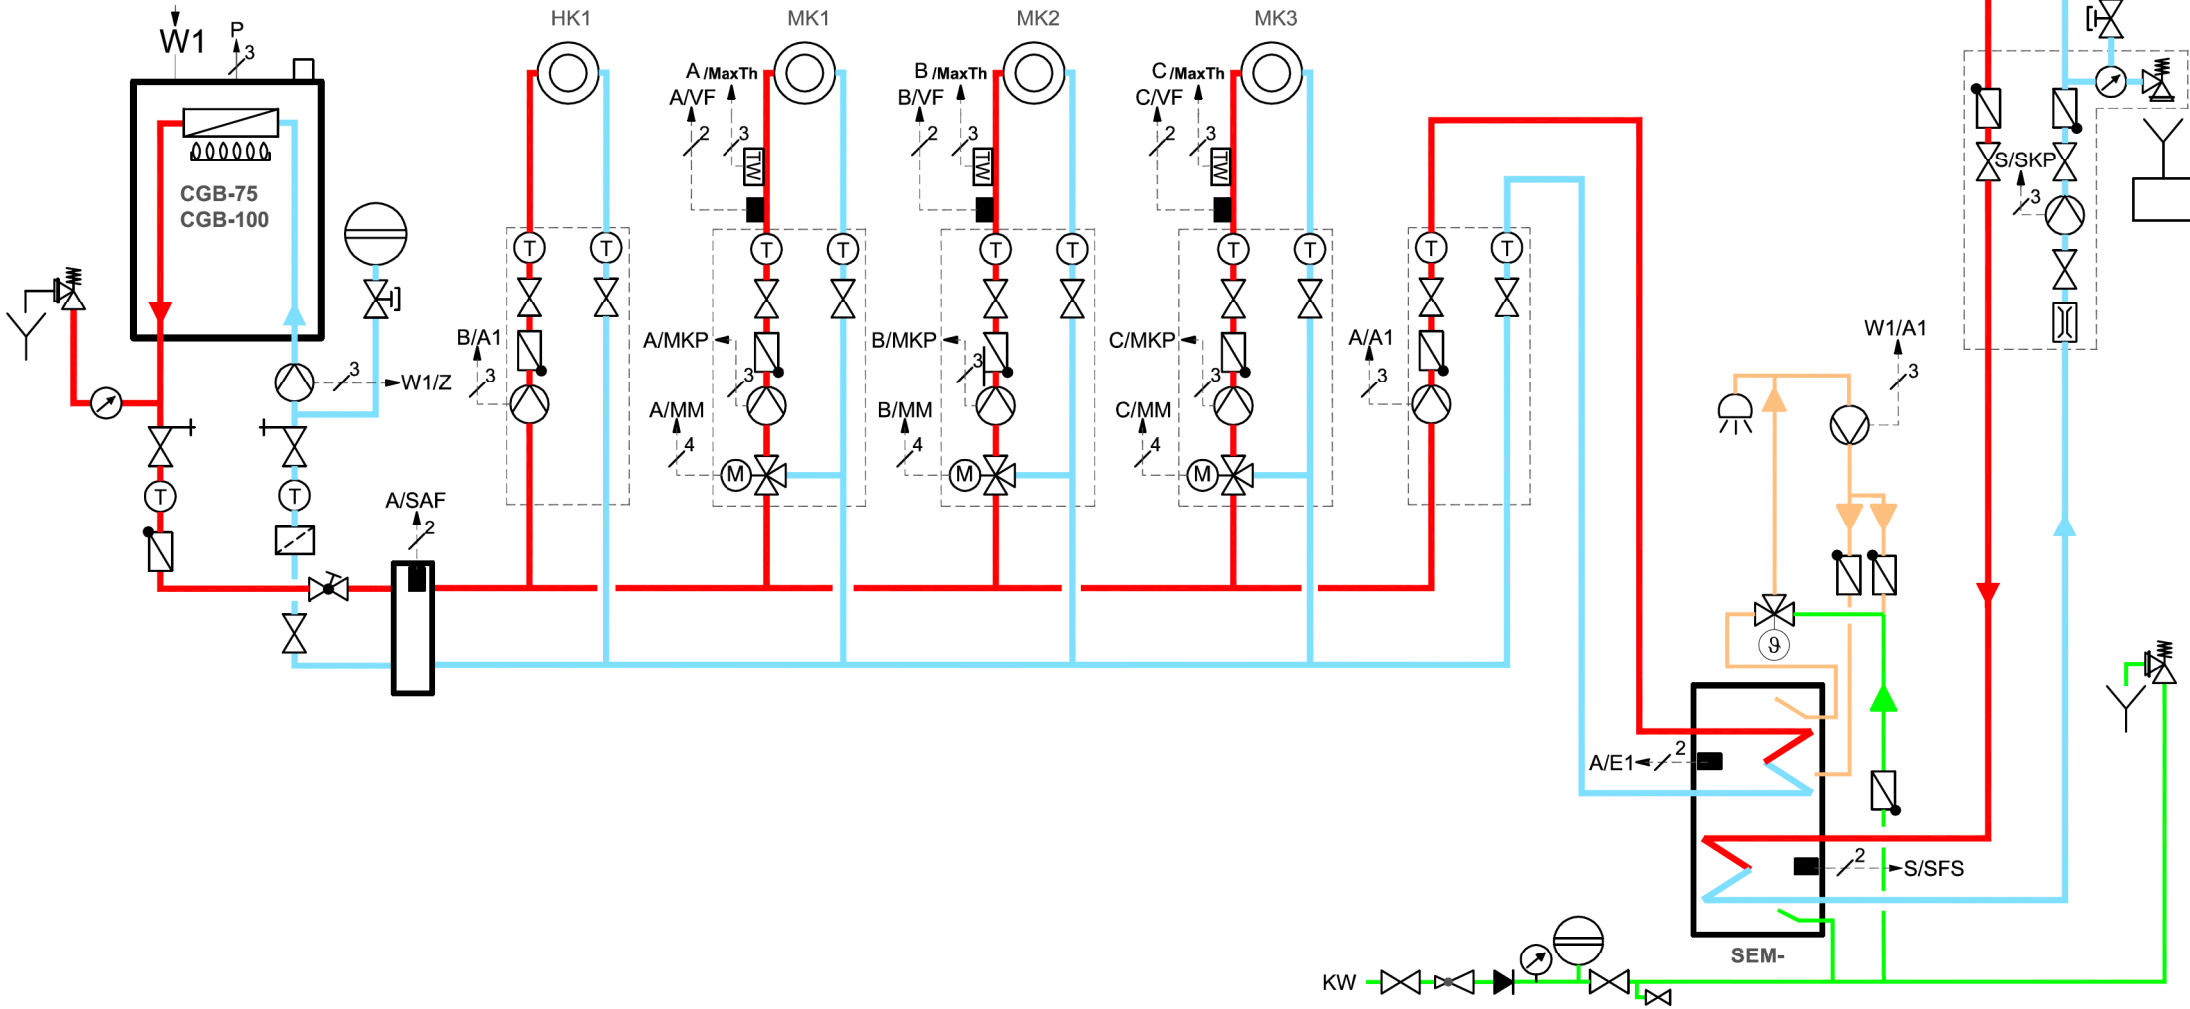 HK1
MK1
MK2
MK3
W1
P
3
CGB-75
CGB-100
3
W1/Z
A/SAF
2
B/A1
3
T
T
T
T
A /MaxTh
A/VF
2
3
TW
T
T
A/MKP
3
A/MM
4
M
B /MaxTh
B/VF
2
3
TW
T
T
B/MKP
3
B/MM
4
M
C /MaxTh
C/VF
2
3
TW
T
T
C/MKP
3
C/MM
4
M
A/A1
3
T
T
S/SKP
3
W1/A1
3
ϑ
A/E1
2
2
S/SFS
SEM-
KW